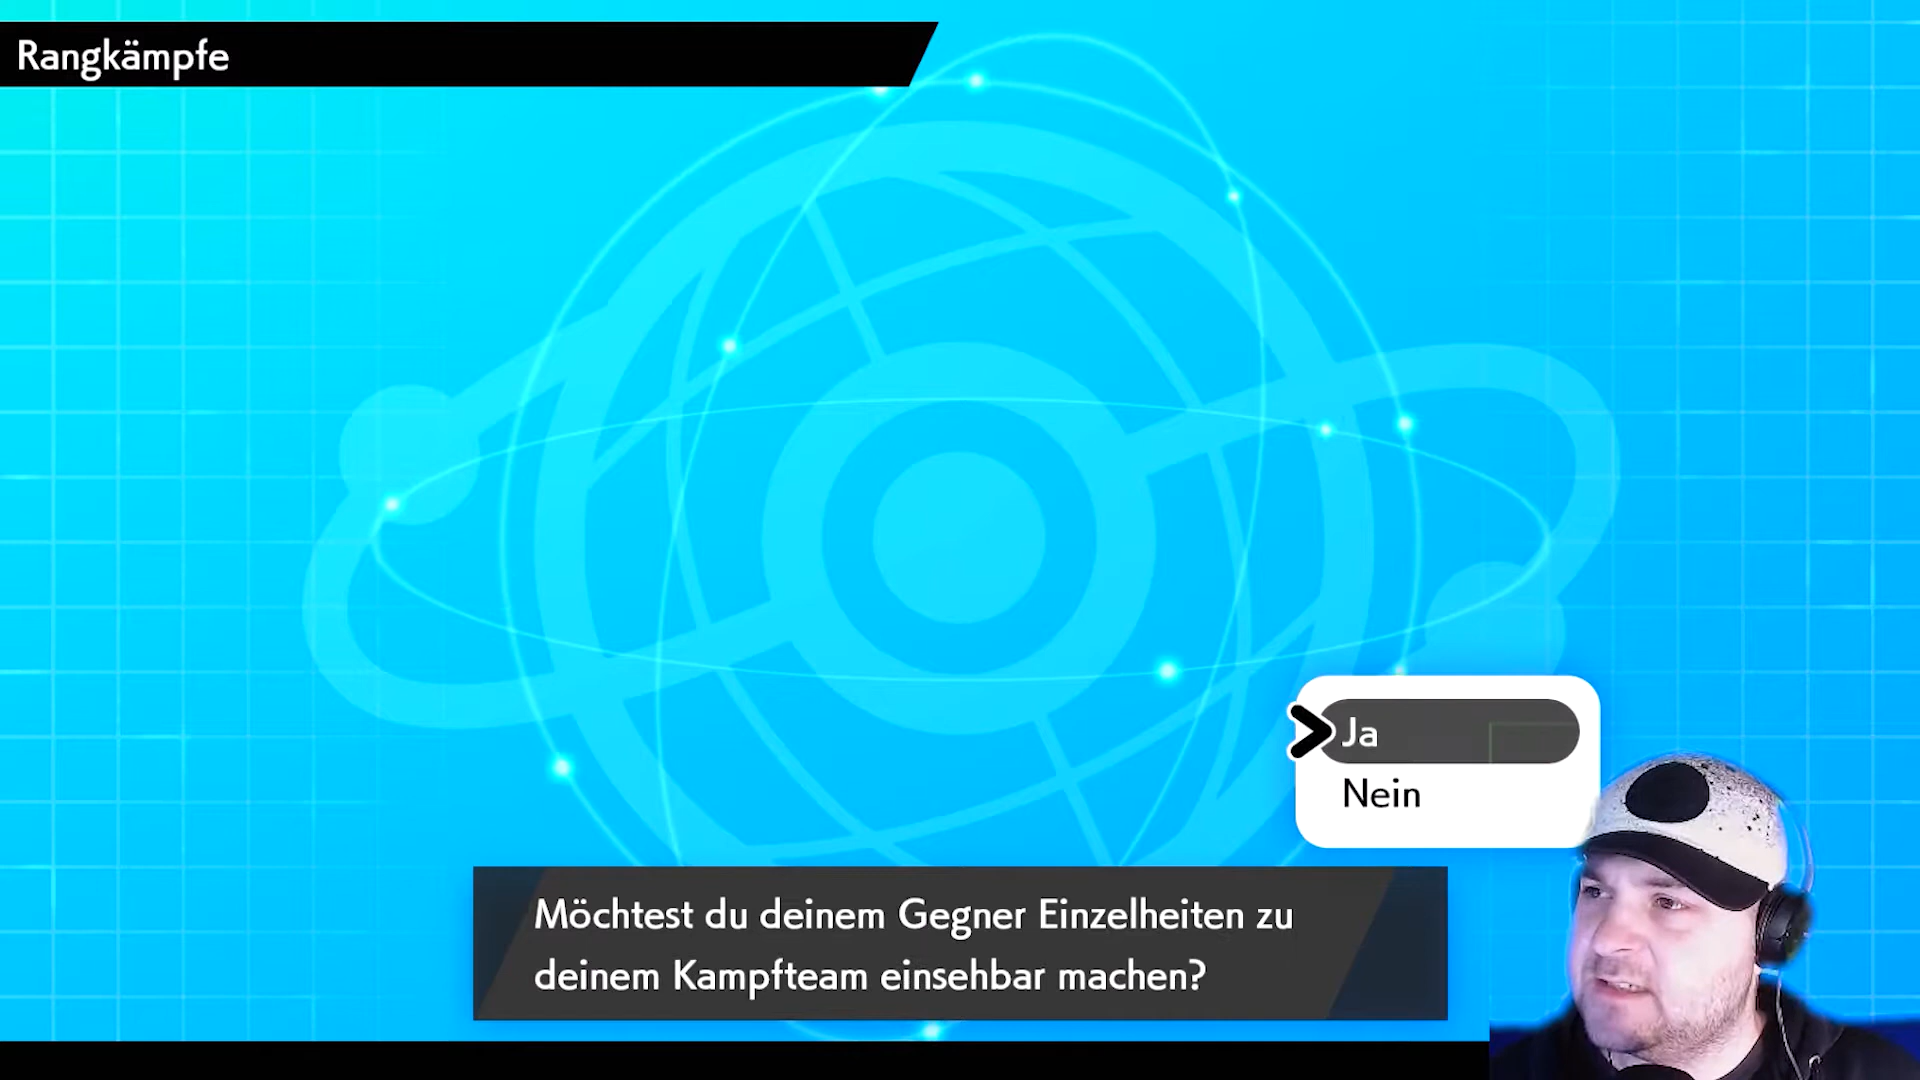 Rangkämpfe
Ja
Nein
Möchtest du deinem Gegner Einzelheiten zu
deinem Kampfteam einsehbar machen?